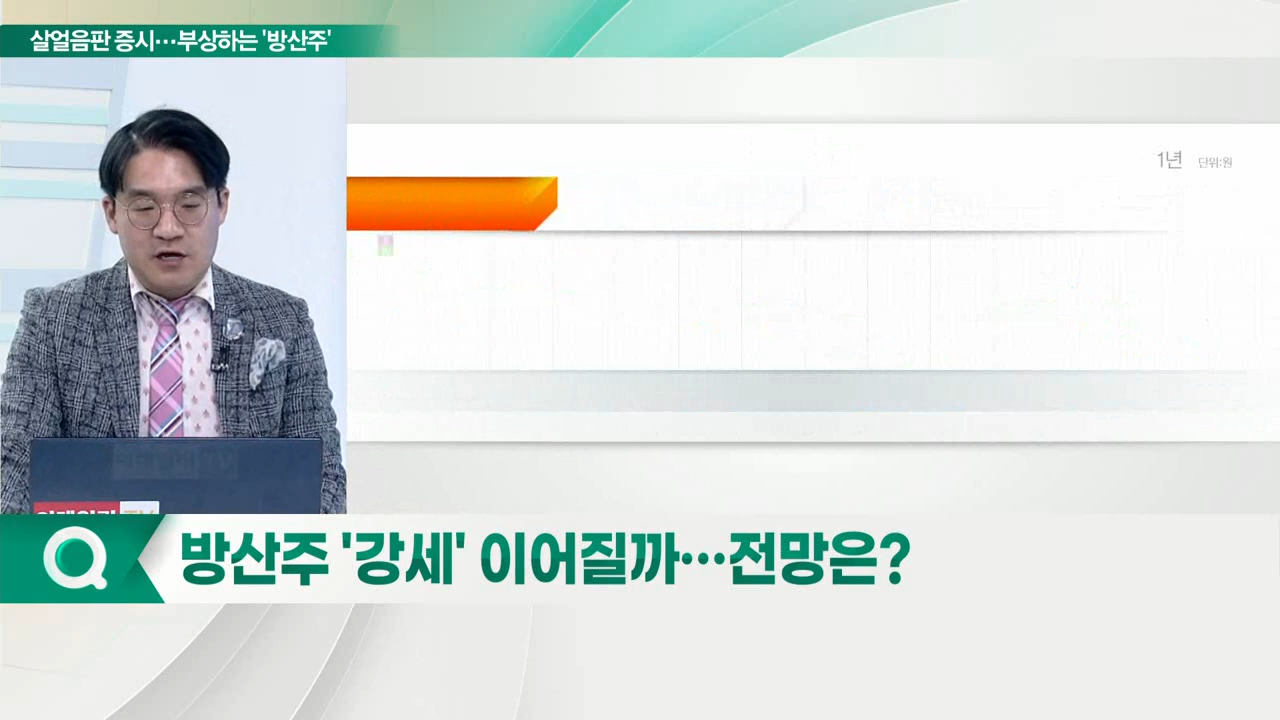 살얼음판 증시…부상하는 '방산주'
1년 단위:원
방산주 '강세' 이어질까…전망은?